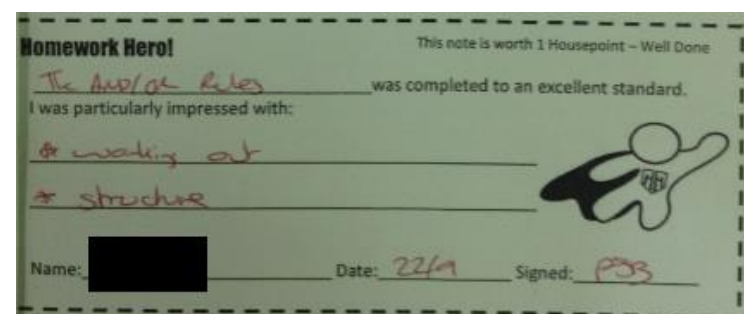 Homework Hero!
This note is worth 1 Housepoint – Well Done
The AND/OR Rules was completed to an excellent standard.
I was particularly impressed with:
* working out
* structure
HH
Name: Date: 22/9 Signed: